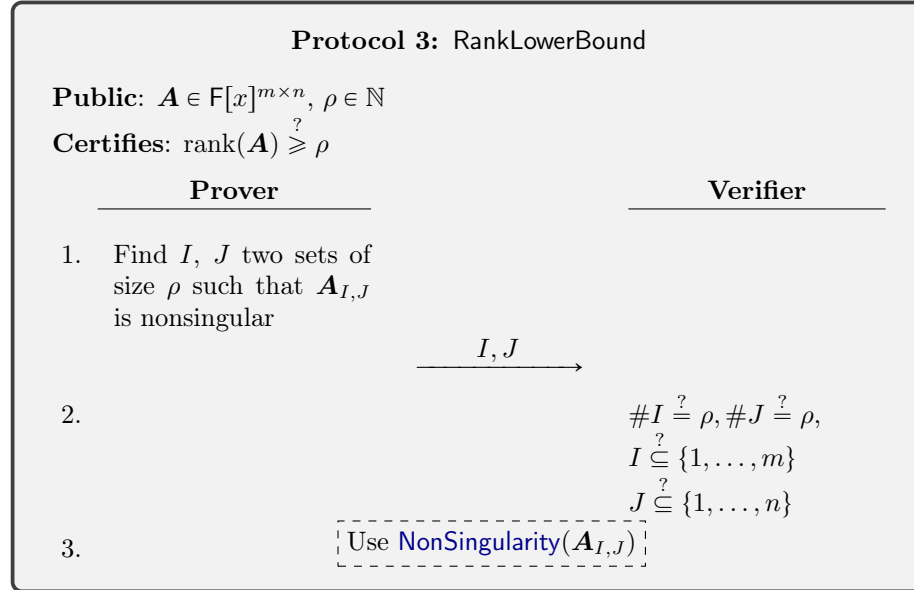 Protocol 3: RankLowerBound
Public: A ∈ F[x]^{m×n}, ρ ∈ ℕ
Certifies: rank(A) ⩾^? ρ
Prover Verifier
1. Find I, J two sets of
size ρ such that A_{I,J}
is nonsingular
I, J
2. #I =^? ρ, #J =^? ρ,
I ⊆^? {1, . . . , m}
J ⊆^? {1, . . . , n}
3. Use NonSingularity(A_{I,J})